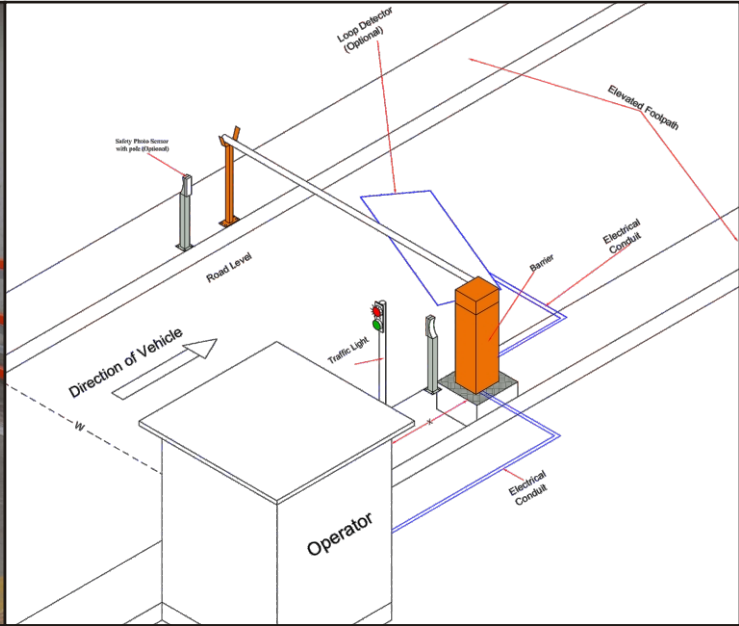 Loop Detector
(Optional)
Elevated Footpath
Safety Photo Sensor
with pole (Optional)
Electrical
Conduit
Barrier
Road Level
Traffic Light
Direction of Vehicle
W
x
Electrical
Conduit
Operator